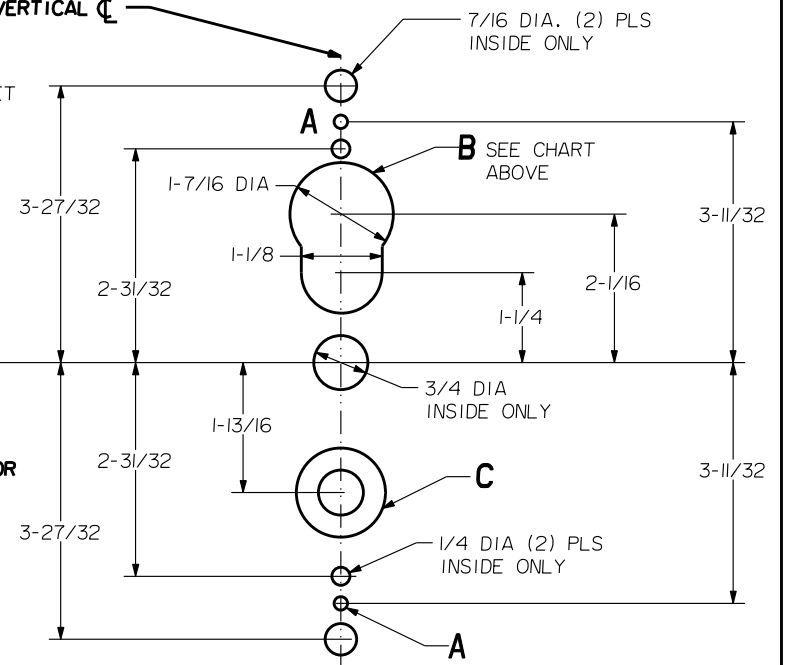 VERTICAL ℄
7/16 DIA. (2) PLS
INSIDE ONLY
A
B SEE CHART
ABOVE
1-7/16 DIA
3-27/32
3-11/32
1-1/8
2-31/32
2-1/16
1-1/4
3/4 DIA
INSIDE ONLY
1-13/16
2-31/32
3-11/32
C
3-27/32
1/4 DIA (2) PLS
INSIDE ONLY
A